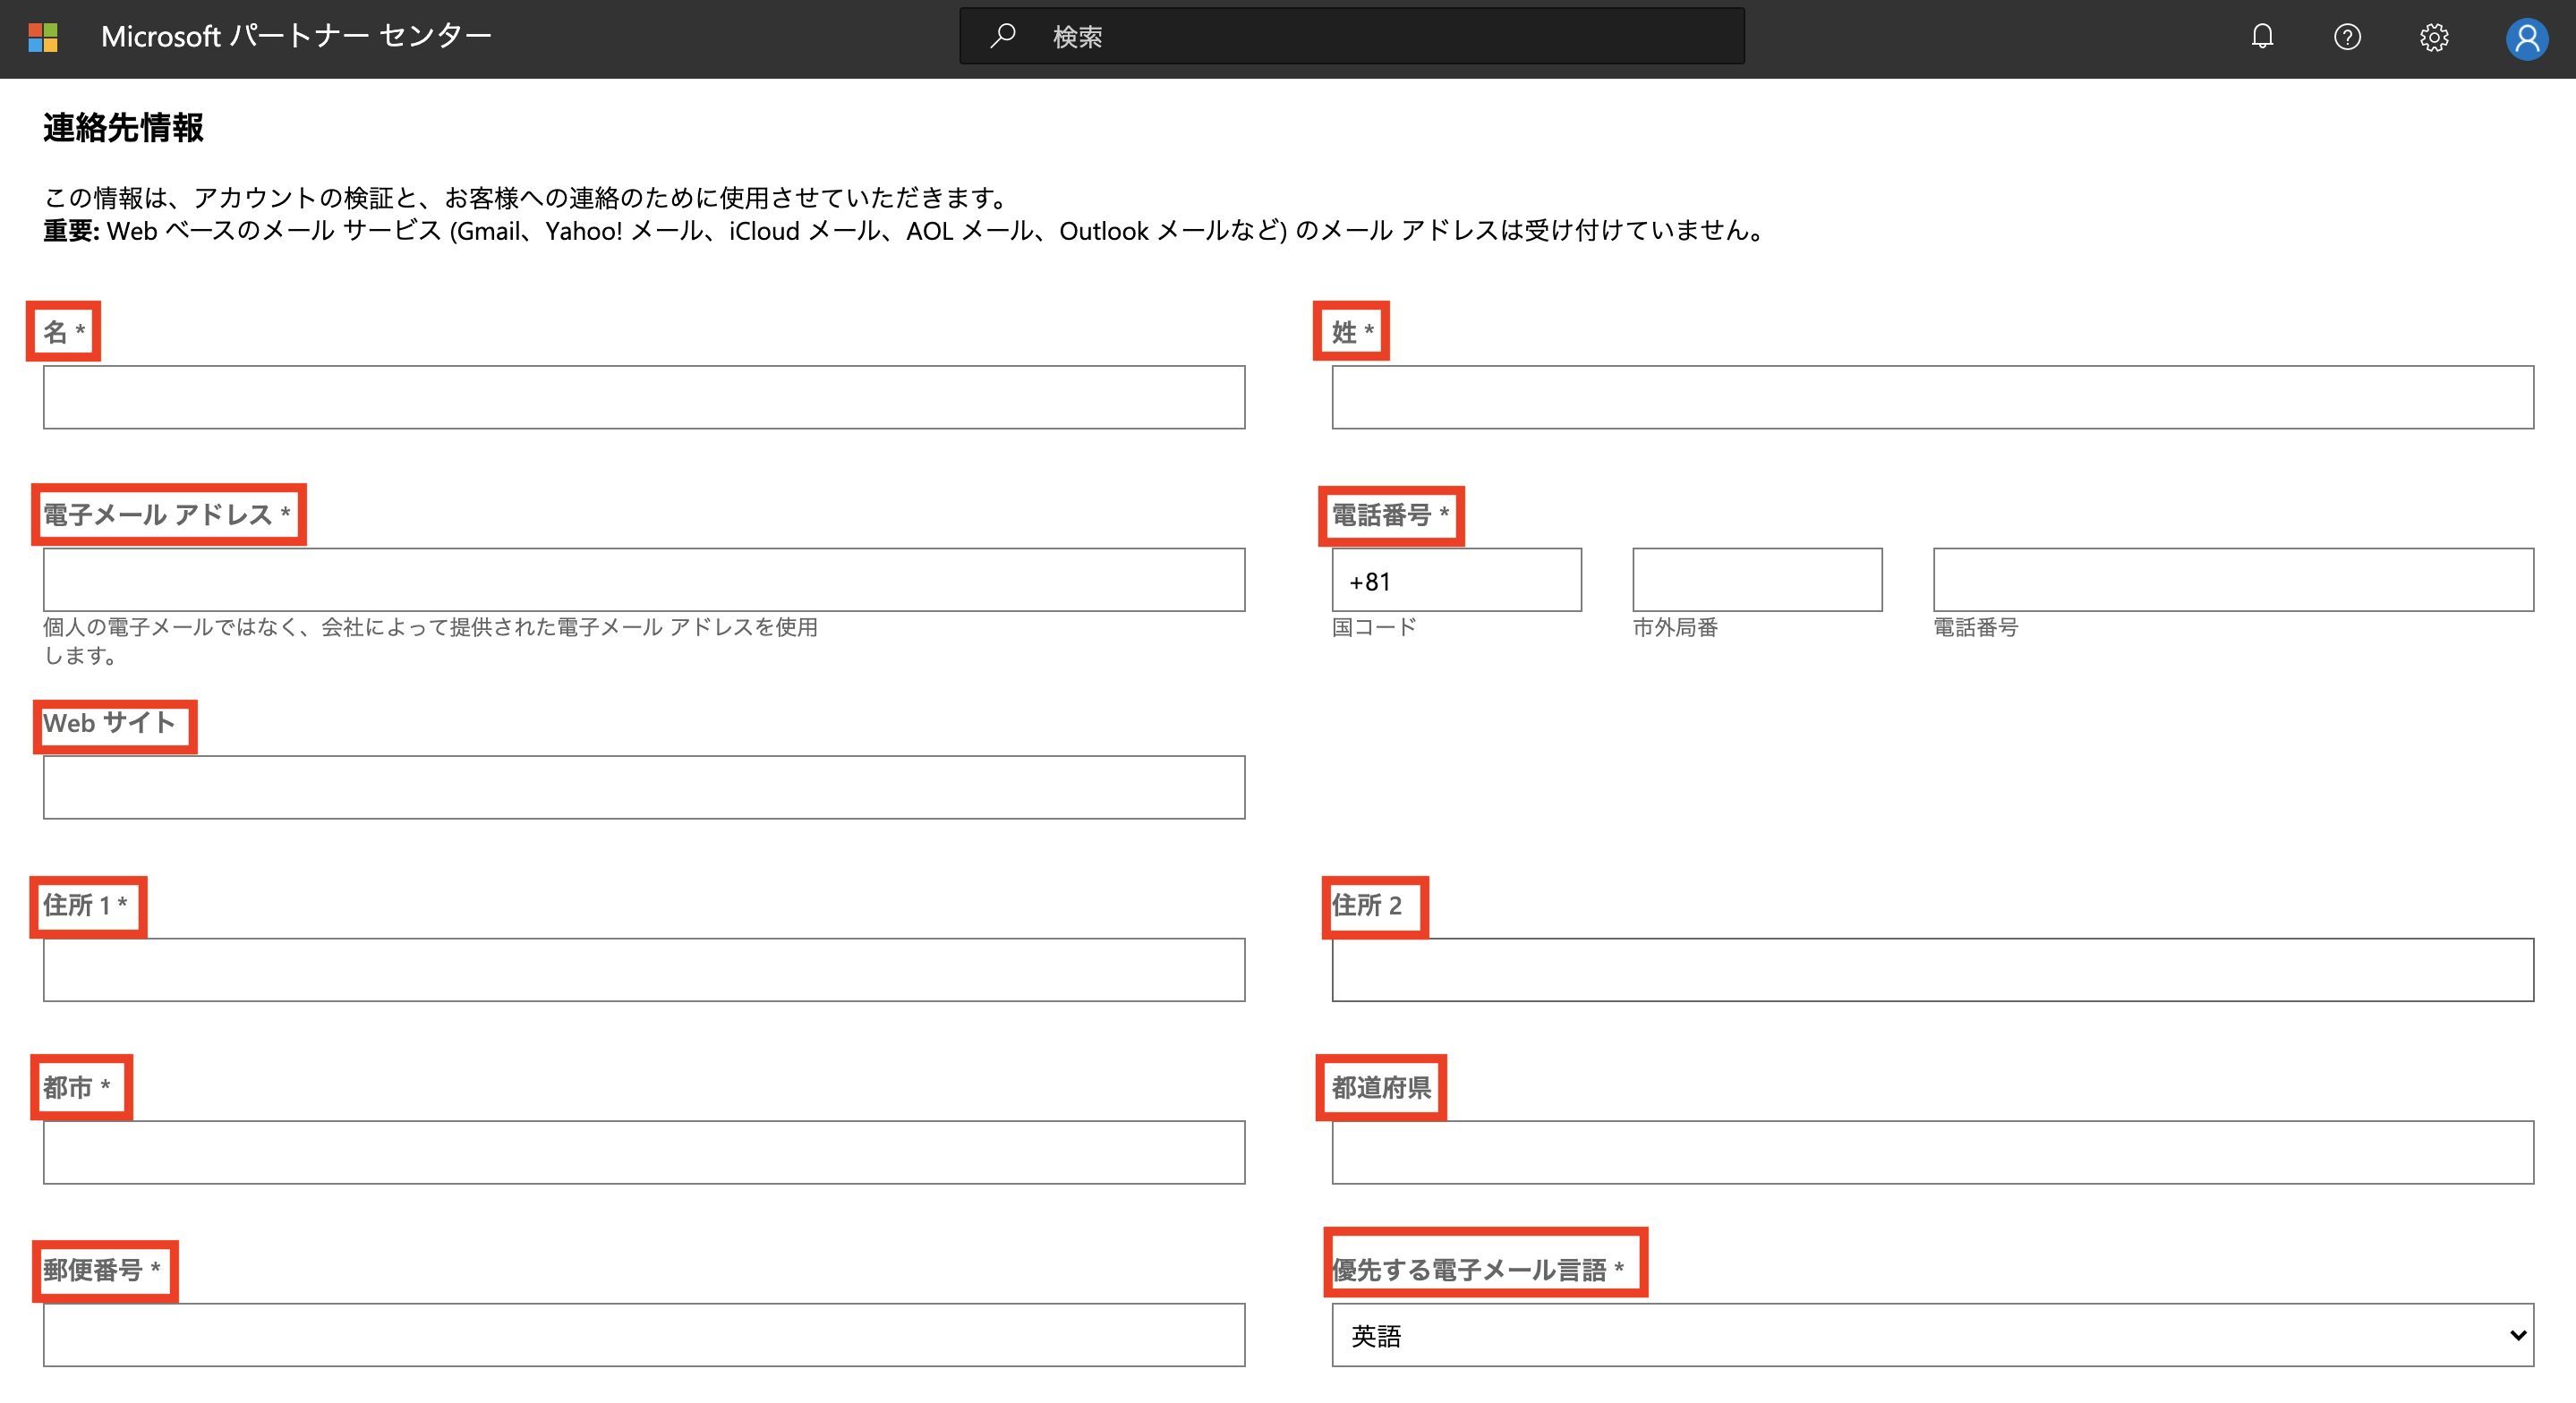 Microsoft パートナー センター
検索
連絡先情報
この情報は、アカウントの検証と、お客様への連絡のために使用させていただきます。
重要: Web ベースのメール サービス (Gmail、Yahoo! メール、iCloud メール、AOL メール、Outlook メールなど) のメール アドレスは受け付けていません。
名 *
姓 *
電子メール アドレス *
個人の電子メールではなく、会社によって提供された電子メール アドレスを使用
します。
電話番号 *
+81
国コード
市外局番
電話番号
Web サイト
住所 1 *
住所 2
都市 *
都道府県
郵便番号 *
優先する電子メール言語 *
英語